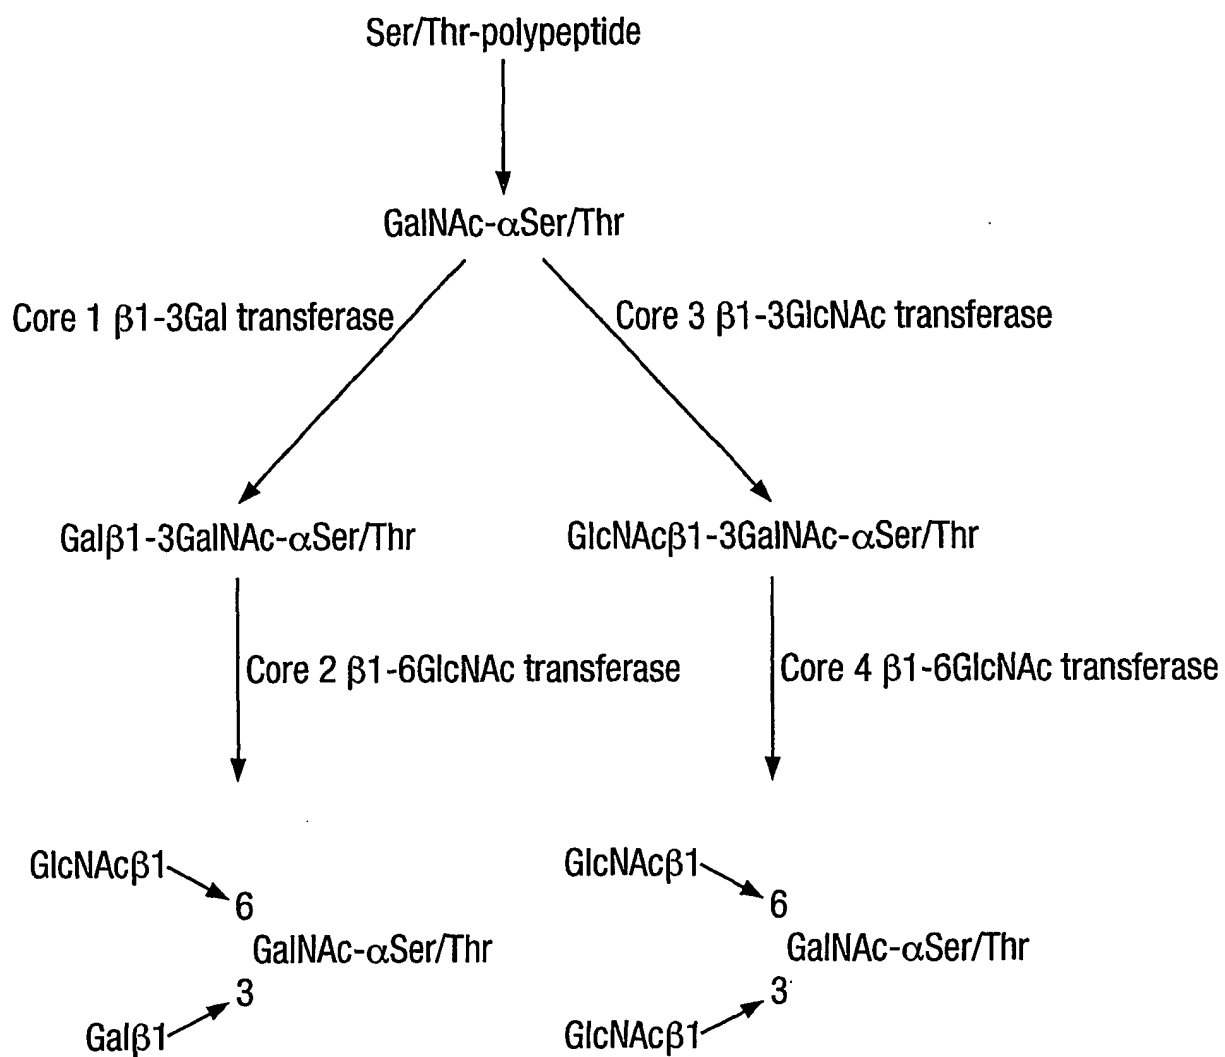 Ser/Thr-polypeptide
GalNAc-αSer/Thr
Core 1 β1-3Gal transferase
Core 3 β1-3GlcNAc transferase
Galβ1-3GalNAc-αSer/Thr
GlcNAcβ1-3GalNAc-αSer/Thr
Core 2 β1-6GlcNAc transferase
Core 4 β1-6GlcNAc transferase
GlcNAcβ1
6
GalNAc-αSer/Thr
3
Galβ1
GlcNAcβ1
6
GalNAc-αSer/Thr
3
GlcNAcβ1